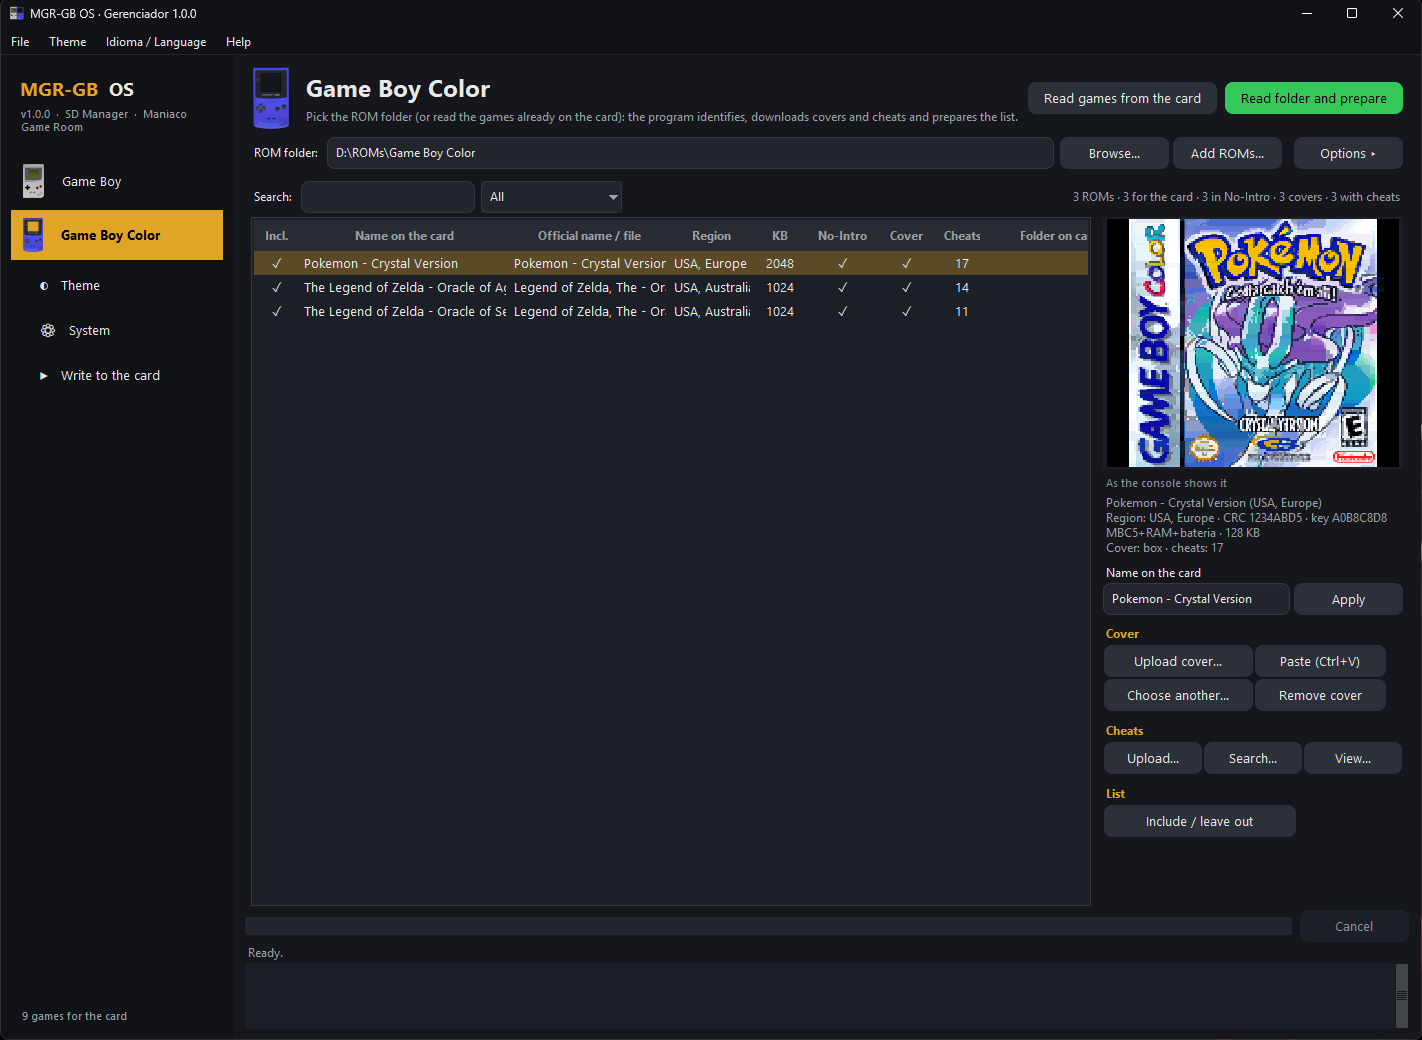 MGR-GB OS · Gerenciador 1.0.0
File Theme Idioma / Language Help
MGR-GB OS
v1.0.0 · SD Manager · Maniaco
Game Room
Game Boy
Game Boy Color
Theme
System
Write to the card
9 games for the card
Game Boy Color
Pick the ROM folder (or read the games already on the card): the program identifies, downloads covers and cheats and prepares the list.
Read games from the card
Read folder and prepare
ROM folder: D:\ROMs\Game Boy Color Browse... Add ROMs... Options ▸
Search: All 3 ROMs · 3 for the card · 3 in No-Intro · 3 covers · 3 with cheats
Incl. Name on the card Official name / file Region KB No-Intro Cover Cheats Folder on ca
✓ Pokemon - Crystal Version Pokemon - Crystal Version USA, Europe 2048 ✓ ✓ 17
✓ The Legend of Zelda - Oracle of Ag Legend of Zelda, The - Or USA, Australia 1024 ✓ ✓ 14
✓ The Legend of Zelda - Oracle of Se Legend of Zelda, The - Or USA, Australia 1024 ✓ ✓ 11
GAME BOY COLOR
POKéMON
Gotta catch 'em all!
CRYSTAL VERSION
E
Nintendo
As the console shows it
Pokemon - Crystal Version (USA, Europe)
Region: USA, Europe · CRC 1234ABD5 · key A0B8C8D8
MBC5+RAM+bateria · 128 KB
Cover: box · cheats: 17
Name on the card
Pokemon - Crystal Version Apply
Cover
Upload cover... Paste (Ctrl+V)
Choose another... Remove cover
Cheats
Upload... Search... View...
List
Include / leave out
Cancel
Ready.